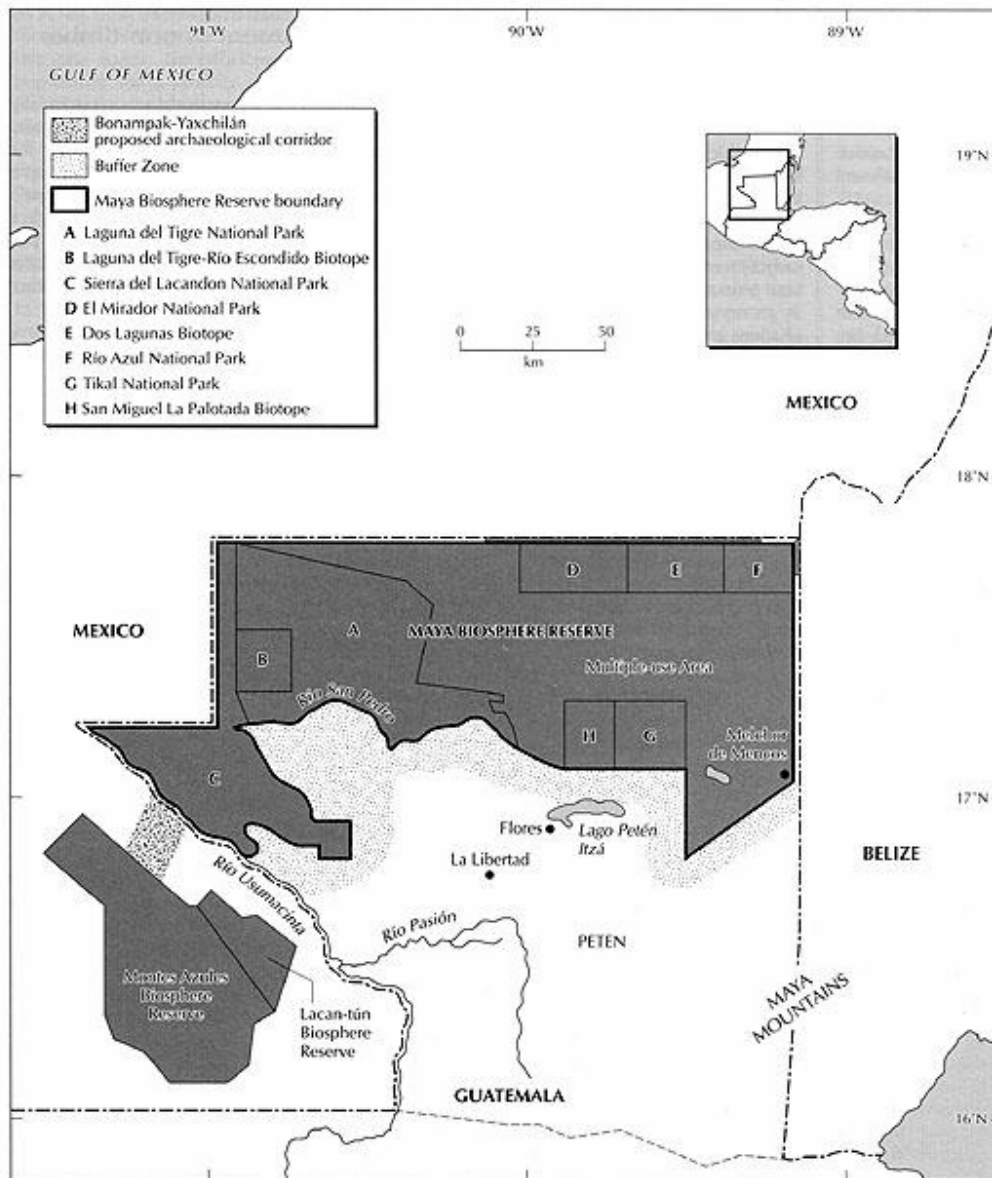 91°W
90°W
89°W
GULF OF MEXICO
Bonampak-Yaxchilán
proposed archaeological corridor
Buffer Zone
Maya Biosphere Reserve boundary
A Laguna del Tigre National Park
B Laguna del Tigre-Río Escondido Biotope
C Sierra del Lacandon National Park
D El Mirador National Park
E Dos Lagunas Biotope
F Río Azul National Park
G Tikal National Park
H San Miguel La Palotada Biotope
0 25 50
km
19°N
MEXICO
18°N
D
E
F
MEXICO
A
MAYA BIOSPHERE RESERVE
B
Multiple-use Area
Río San Pedro
H
G
Melchor
de Mencos
C
17°N
Flores
Lago Petén
Itzá
La Libertad
BELIZE
Río Usumacinta
Río Pasión
PETEN
Montes Azules
Biosphere
Reserve
Lacan-tún
Biosphere
Reserve
MAYA
MOUNTAINS
GUATEMALA
16°N